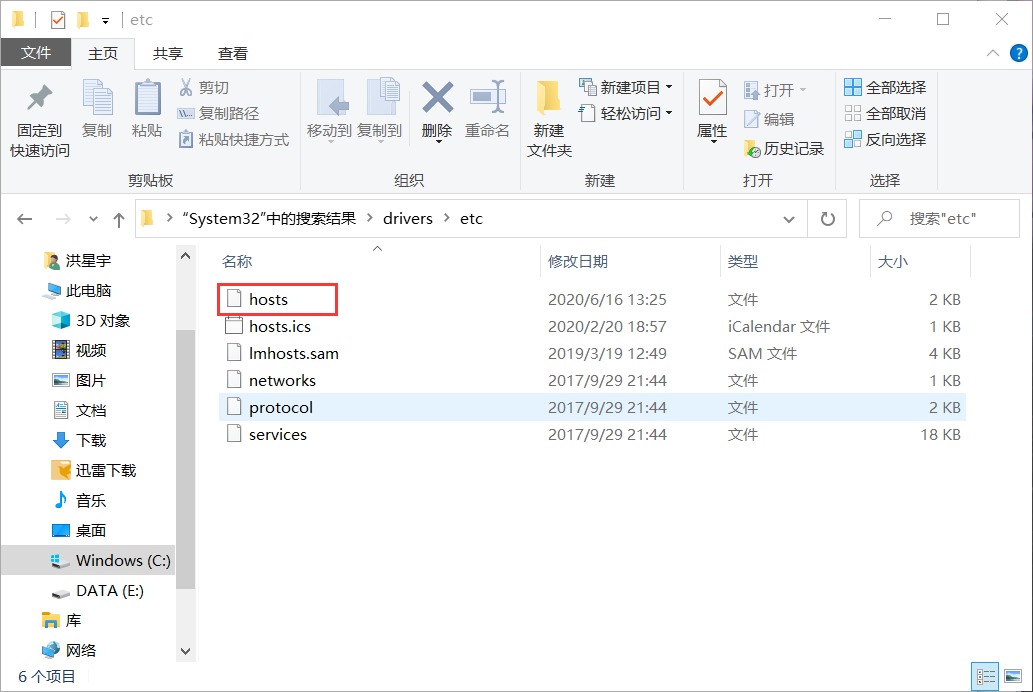 etc
文件 主页 共享 查看
固定到快速访问
复制
粘贴
剪切
复制路径
粘贴快捷方式
剪贴板
移动到
复制到
删除
重命名
组织
新建文件夹
新建项目
轻松访问
新建
属性
打开
编辑
历史记录
打开
全部选择
全部取消
反向选择
选择
“System32”中的搜索结果 drivers etc
搜索"etc"
洪星宇
此电脑
3D 对象
视频
图片
文档
下载
迅雷下载
音乐
桌面
Windows (C:)
DATA (E:)
库
网络
名称 修改日期 类型 大小
hosts 2020/6/16 13:25 文件 2 KB
hosts.ics 2020/2/20 18:57 iCalendar 文件 1 KB
lmhosts.sam 2019/3/19 12:49 SAM 文件 4 KB
networks 2017/9/29 21:44 文件 1 KB
protocol 2017/9/29 21:44 文件 2 KB
services 2017/9/29 21:44 文件 18 KB
6 个项目